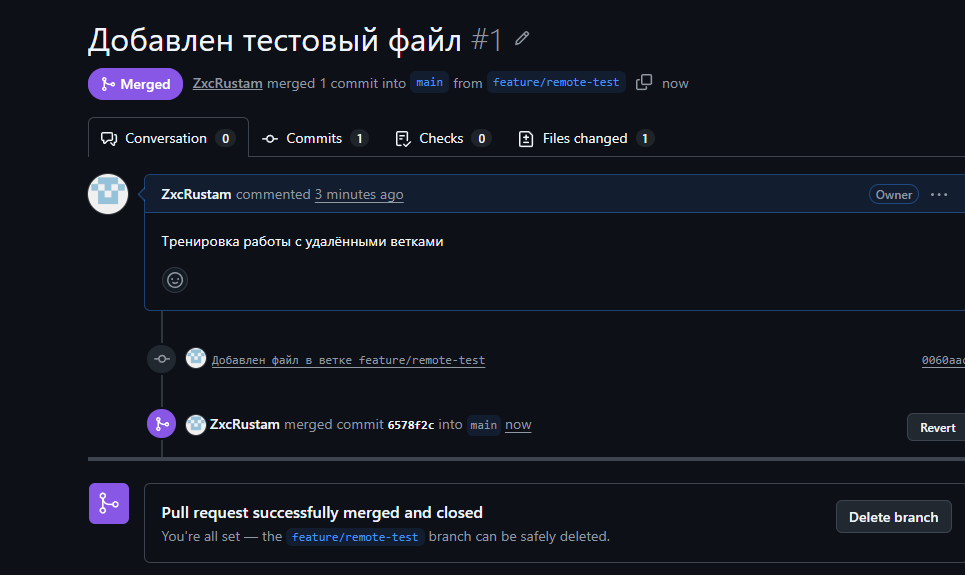 Добавлен тестовый файл #1
Merged ZxcRustam merged 1 commit into main from feature/remote-test now
Conversation 0 Commits 1 Checks 0 Files changed 1
ZxcRustam commented 3 minutes ago Owner
Тренировка работы с удалёнными ветками
Добавлен файл в ветке feature/remote-test 0060aac
ZxcRustam merged commit 6578f2c into main now Revert
Pull request successfully merged and closed
You're all set — the feature/remote-test branch can be safely deleted.
Delete branch